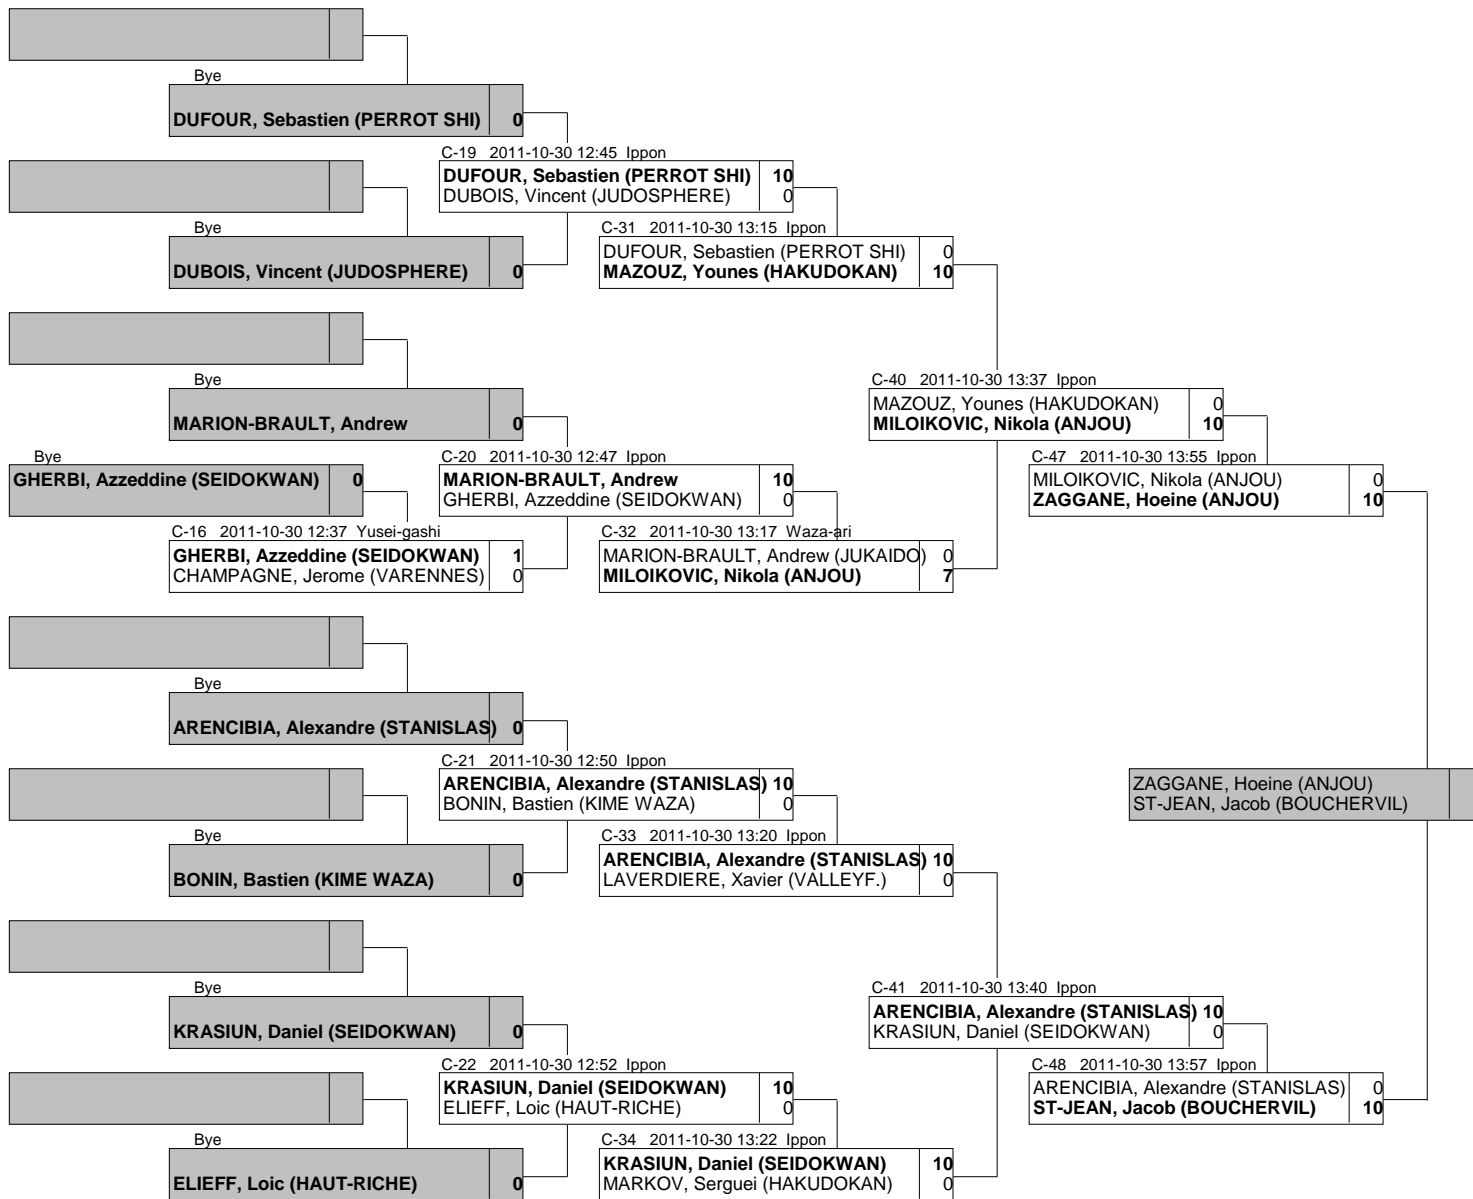 Bye
DUFOUR, Sebastien (PERROT SHI) 0
C-19 2011-10-30 12:45 Ippon
DUFOUR, Sebastien (PERROT SHI) 10
DUBOIS, Vincent (JUDOSPHERE) 0
Bye
DUBOIS, Vincent (JUDOSPHERE) 0
C-31 2011-10-30 13:15 Ippon
DUFOUR, Sebastien (PERROT SHI) 0
MAZOUZ, Younes (HAKUDOKAN) 10
Bye
MARION-BRAULT, Andrew 0
C-40 2011-10-30 13:37 Ippon
MAZOUZ, Younes (HAKUDOKAN) 0
MILOIKOVIC, Nikola (ANJOU) 10
Bye
GHERBI, Azzeddine (SEIDOKWAN) 0
C-20 2011-10-30 12:47 Ippon
MARION-BRAULT, Andrew 10
GHERBI, Azzeddine (SEIDOKWAN) 0
C-47 2011-10-30 13:55 Ippon
MILOIKOVIC, Nikola (ANJOU) 0
ZAGGANE, Hoeine (ANJOU) 10
C-16 2011-10-30 12:37 Yusei-gashi
GHERBI, Azzeddine (SEIDOKWAN) 1
CHAMPAGNE, Jerome (VARENNES) 0
C-32 2011-10-30 13:17 Waza-ari
MARION-BRAULT, Andrew (JUKAIDO) 0
MILOIKOVIC, Nikola (ANJOU) 7
Bye
ARENCIBIA, Alexandre (STANISLAS) 0
C-21 2011-10-30 12:50 Ippon
ARENCIBIA, Alexandre (STANISLAS) 10
BONIN, Bastien (KIME WAZA) 0
ZAGGANE, Hoeine (ANJOU)
ST-JEAN, Jacob (BOUCHERVIL)
Bye
BONIN, Bastien (KIME WAZA) 0
C-33 2011-10-30 13:20 Ippon
ARENCIBIA, Alexandre (STANISLAS) 10
LAVERDIERE, Xavier (VALLEYF.) 0
Bye
KRASIUN, Daniel (SEIDOKWAN) 0
C-41 2011-10-30 13:40 Ippon
ARENCIBIA, Alexandre (STANISLAS) 10
KRASIUN, Daniel (SEIDOKWAN) 0
C-22 2011-10-30 12:52 Ippon
KRASIUN, Daniel (SEIDOKWAN) 10
ELIEFF, Loic (HAUT-RICHE) 0
C-48 2011-10-30 13:57 Ippon
ARENCIBIA, Alexandre (STANISLAS) 0
ST-JEAN, Jacob (BOUCHERVIL) 10
Bye
ELIEFF, Loic (HAUT-RICHE) 0
C-34 2011-10-30 13:22 Ippon
KRASIUN, Daniel (SEIDOKWAN) 10
MARKOV, Serguei (HAKUDOKAN) 0